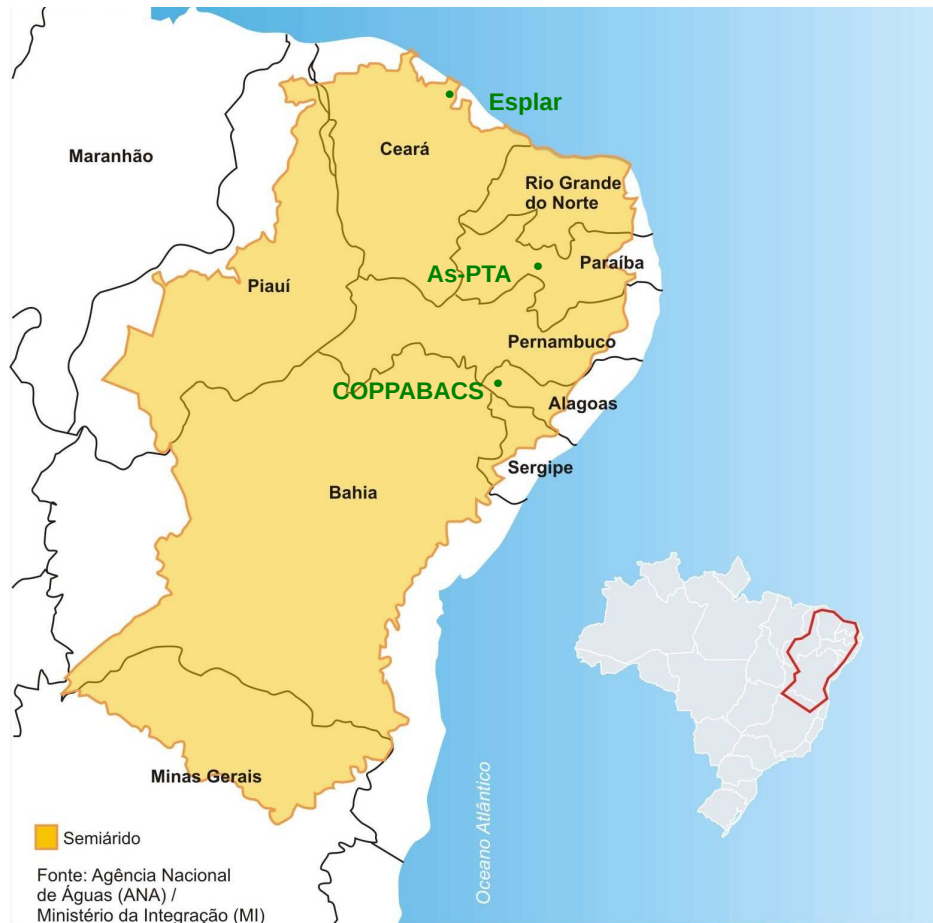 Esplar
Ceará
Maranhão
Rio Grande
do Norte
Paraíba
As-PTA
Piauí
Pernambuco
COPPABACS
Alagoas
Sergipe
Bahia
Minas Gerais
Oceano Atlântico
Semiárido
Fonte: Agência Nacional
de Águas (ANA) /
Ministério da Integração (MI)